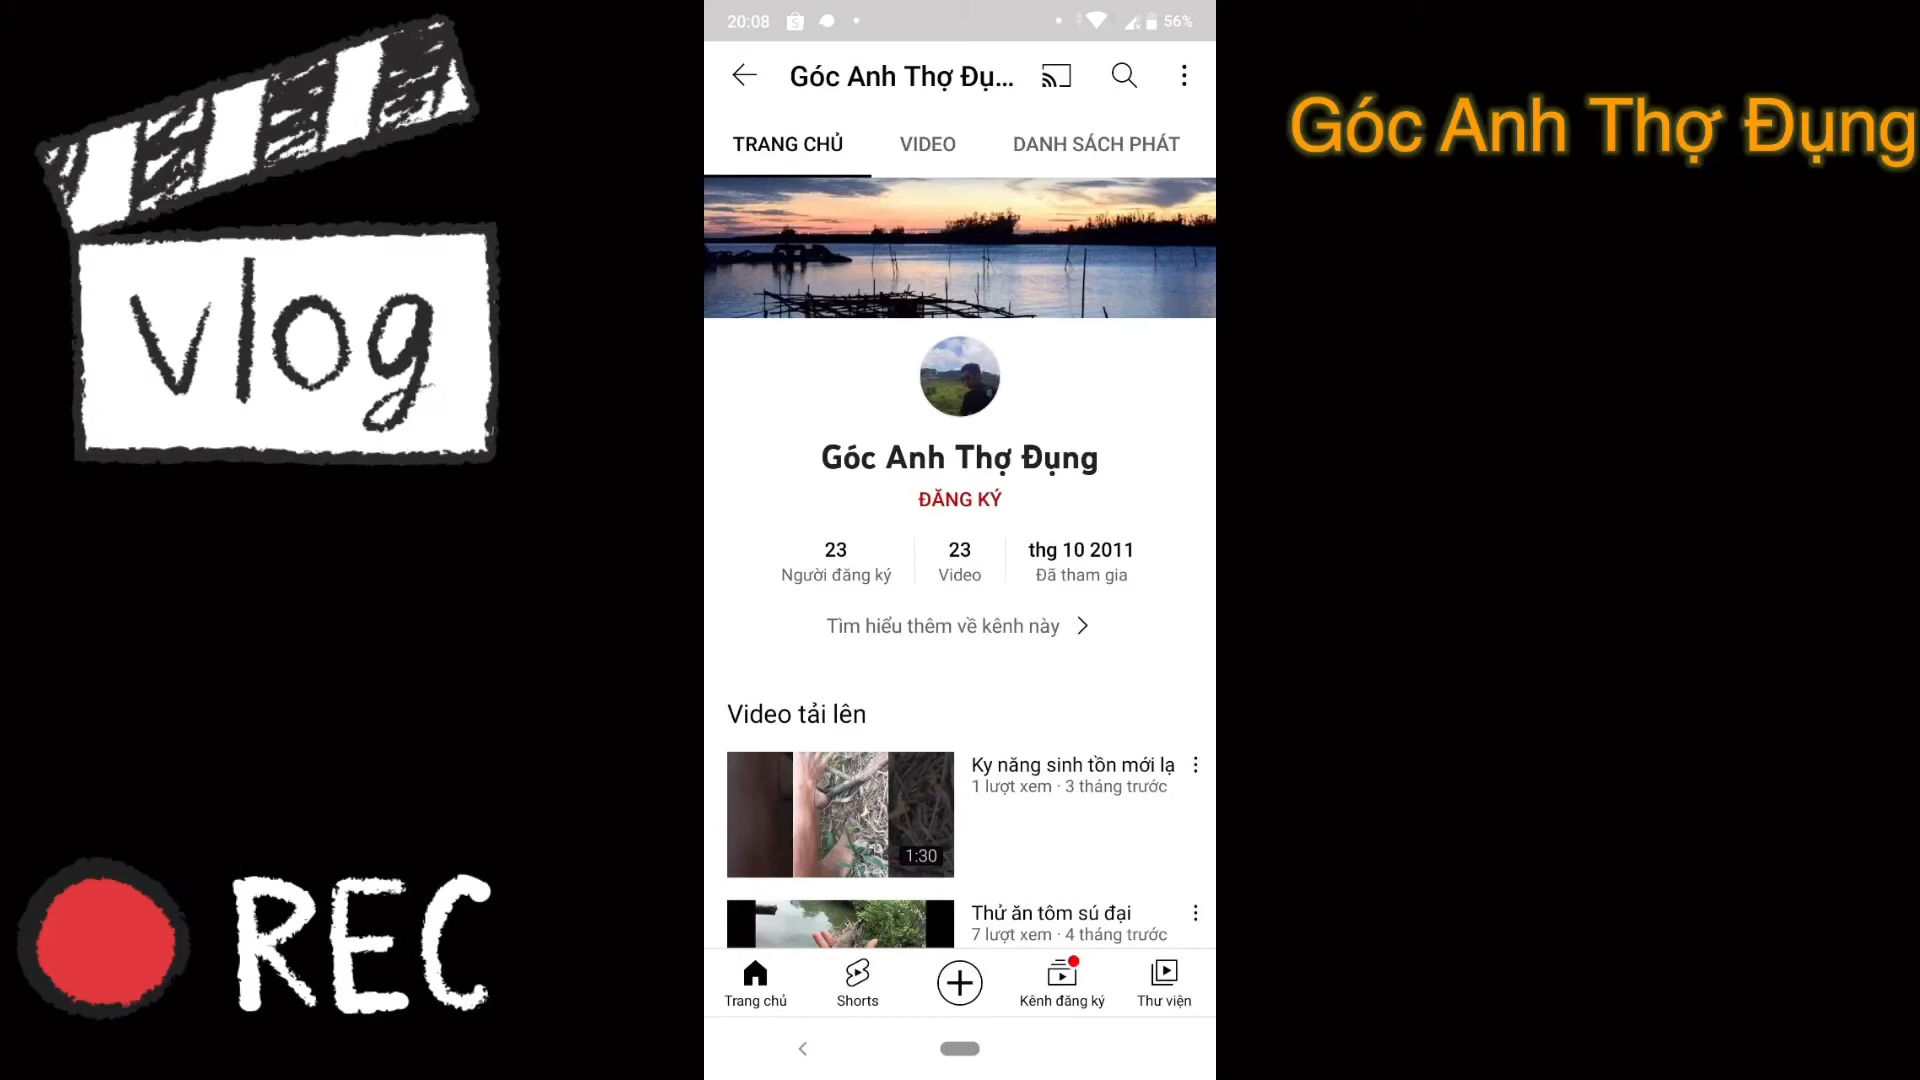 vlog
REC
20:08
56%
Góc Anh Thợ Đụ...
TRANG CHỦ
VIDEO
DANH SÁCH PHÁT
Góc Anh Thợ Đụng
ĐĂNG KÝ
23
Người đăng ký
23
Video
thg 10 2011
Đã tham gia
Tìm hiểu thêm về kênh này
Video tải lên
Ky năng sinh tồn mới lạ
1 lượt xem · 3 tháng trước
1:30
Thử ăn tôm sú đại
7 lượt xem · 4 tháng trước
Trang chủ
Shorts
Kênh đăng ký
Thư viện
Góc Anh Thợ Đụng